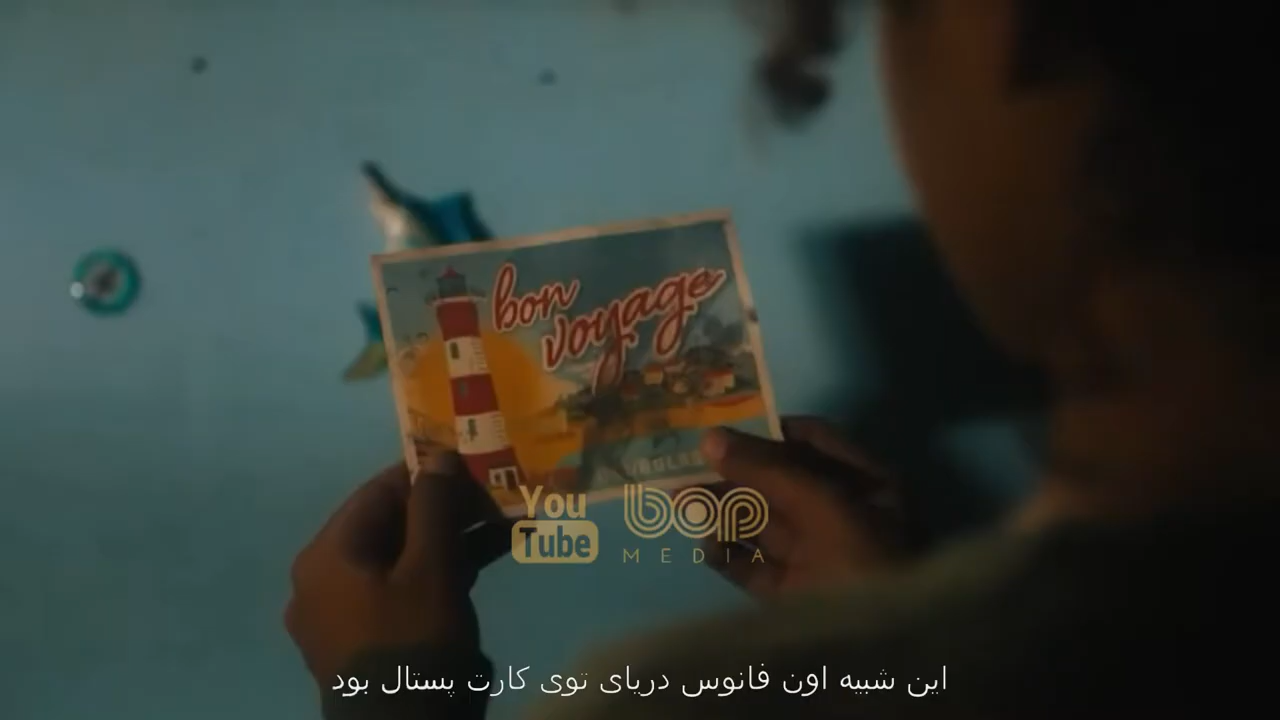 bon
voyage
You
Tube
bop
MEDIA
این شبیه اون فانوس دریای توی کارت پستال بود